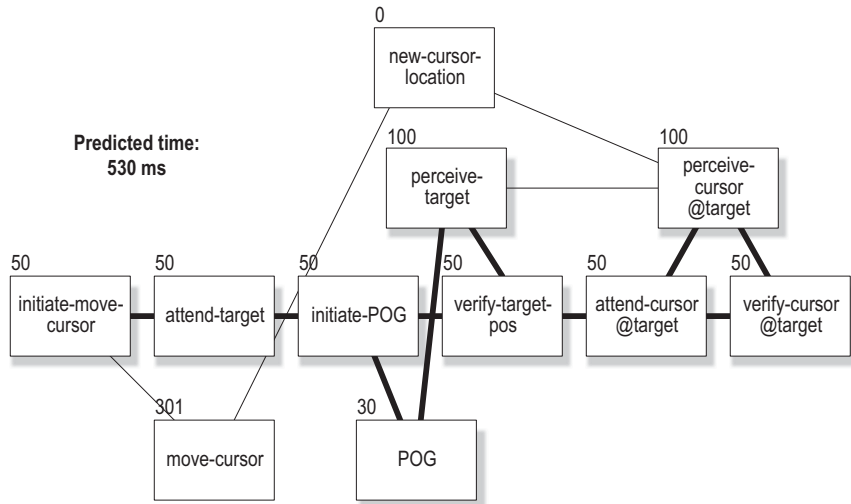 0
new-cursor-
location
Predicted time:
530 ms
100
perceive-
target
100
perceive-
cursor
@target
50
initiate-move-
cursor
50
attend-target
50
initiate-POG
50
verify-target-
pos
50
attend-cursor
@target
50
verify-cursor
@target
301
move-cursor
30
POG